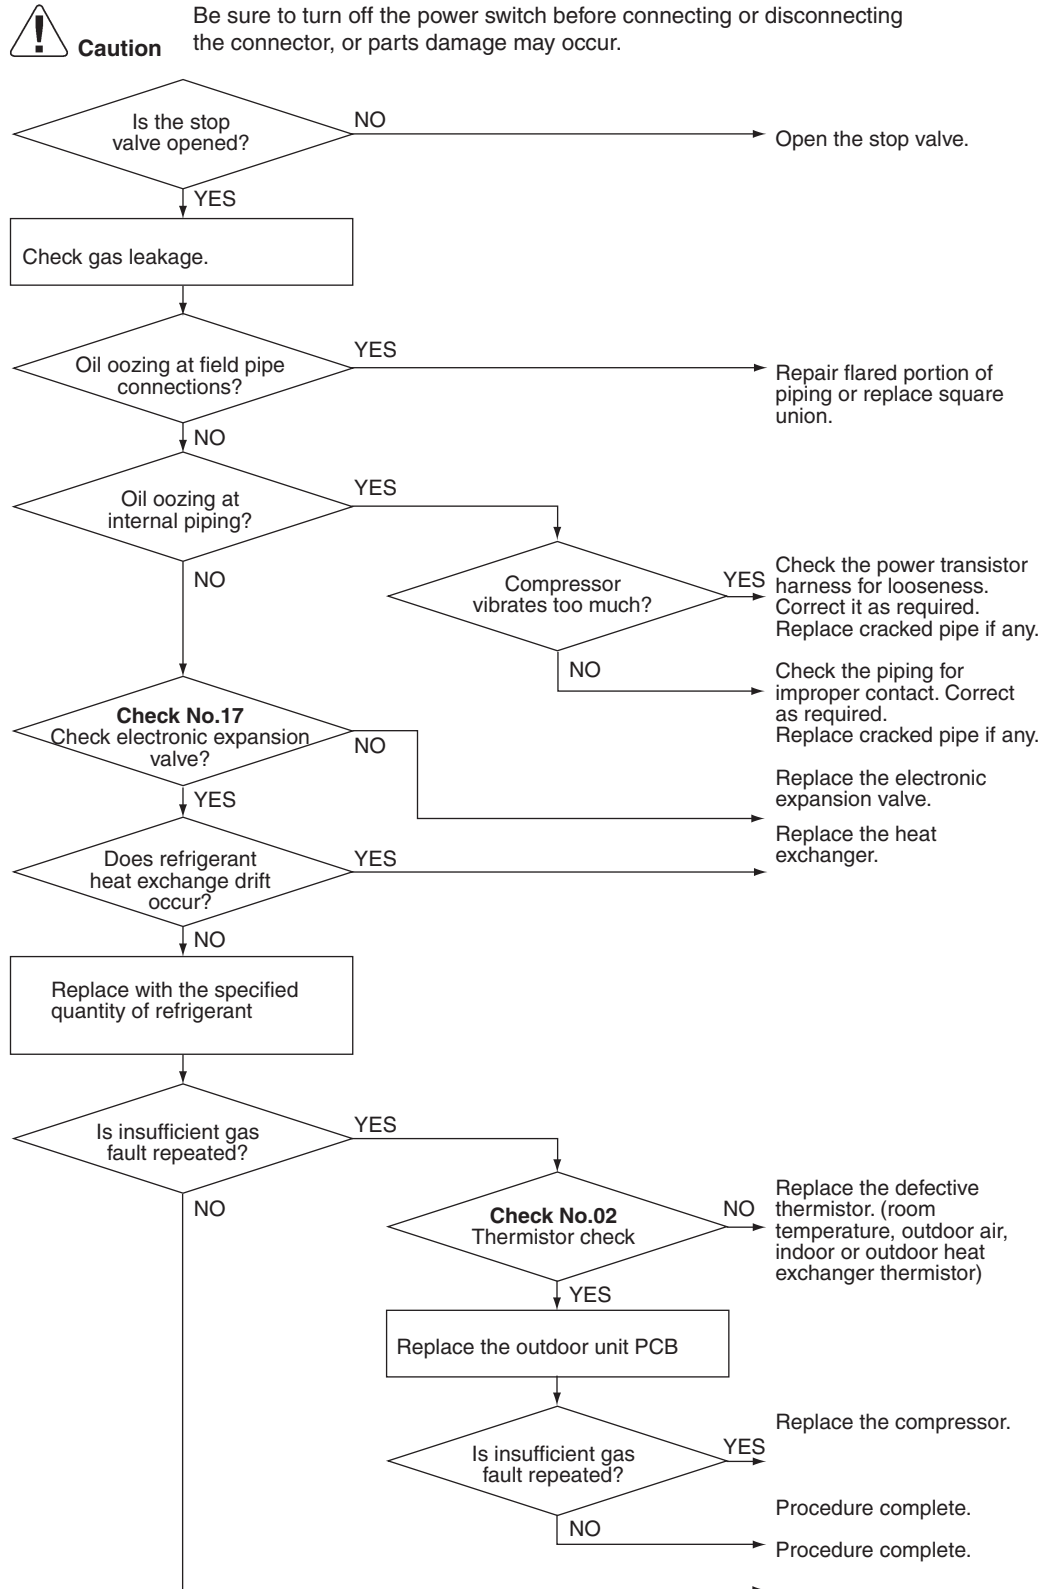 Be sure to turn off the power switch before connecting or disconnecting
Caution the connector, or parts damage may occur.
Is the stop
valve opened?
NO
Open the stop valve.
YES
Check gas leakage.
Oil oozing at field pipe
connections?
YES
Repair flared portion of
piping or replace square
union.
NO
Oil oozing at
internal piping?
YES
NO
Compressor
vibrates too much?
YES
Check the power transistor
harness for looseness.
Correct it as required.
Replace cracked pipe if any.
NO
Check the piping for
improper contact. Correct
as required.
Replace cracked pipe if any.
Check No.17
Check electronic expansion
valve?
NO
Replace the electronic
expansion valve.
YES
Does refrigerant
heat exchange drift
occur?
YES
Replace the heat
exchanger.
NO
Replace with the specified
quantity of refrigerant
Is insufficient gas
fault repeated?
YES
NO
Check No.02
Thermistor check
NO
Replace the defective
thermistor. (room
temperature, outdoor air,
indoor or outdoor heat
exchanger thermistor)
YES
Replace the outdoor unit PCB
Is insufficient gas
fault repeated?
YES
Replace the compressor.
NO
Procedure complete.
Procedure complete.